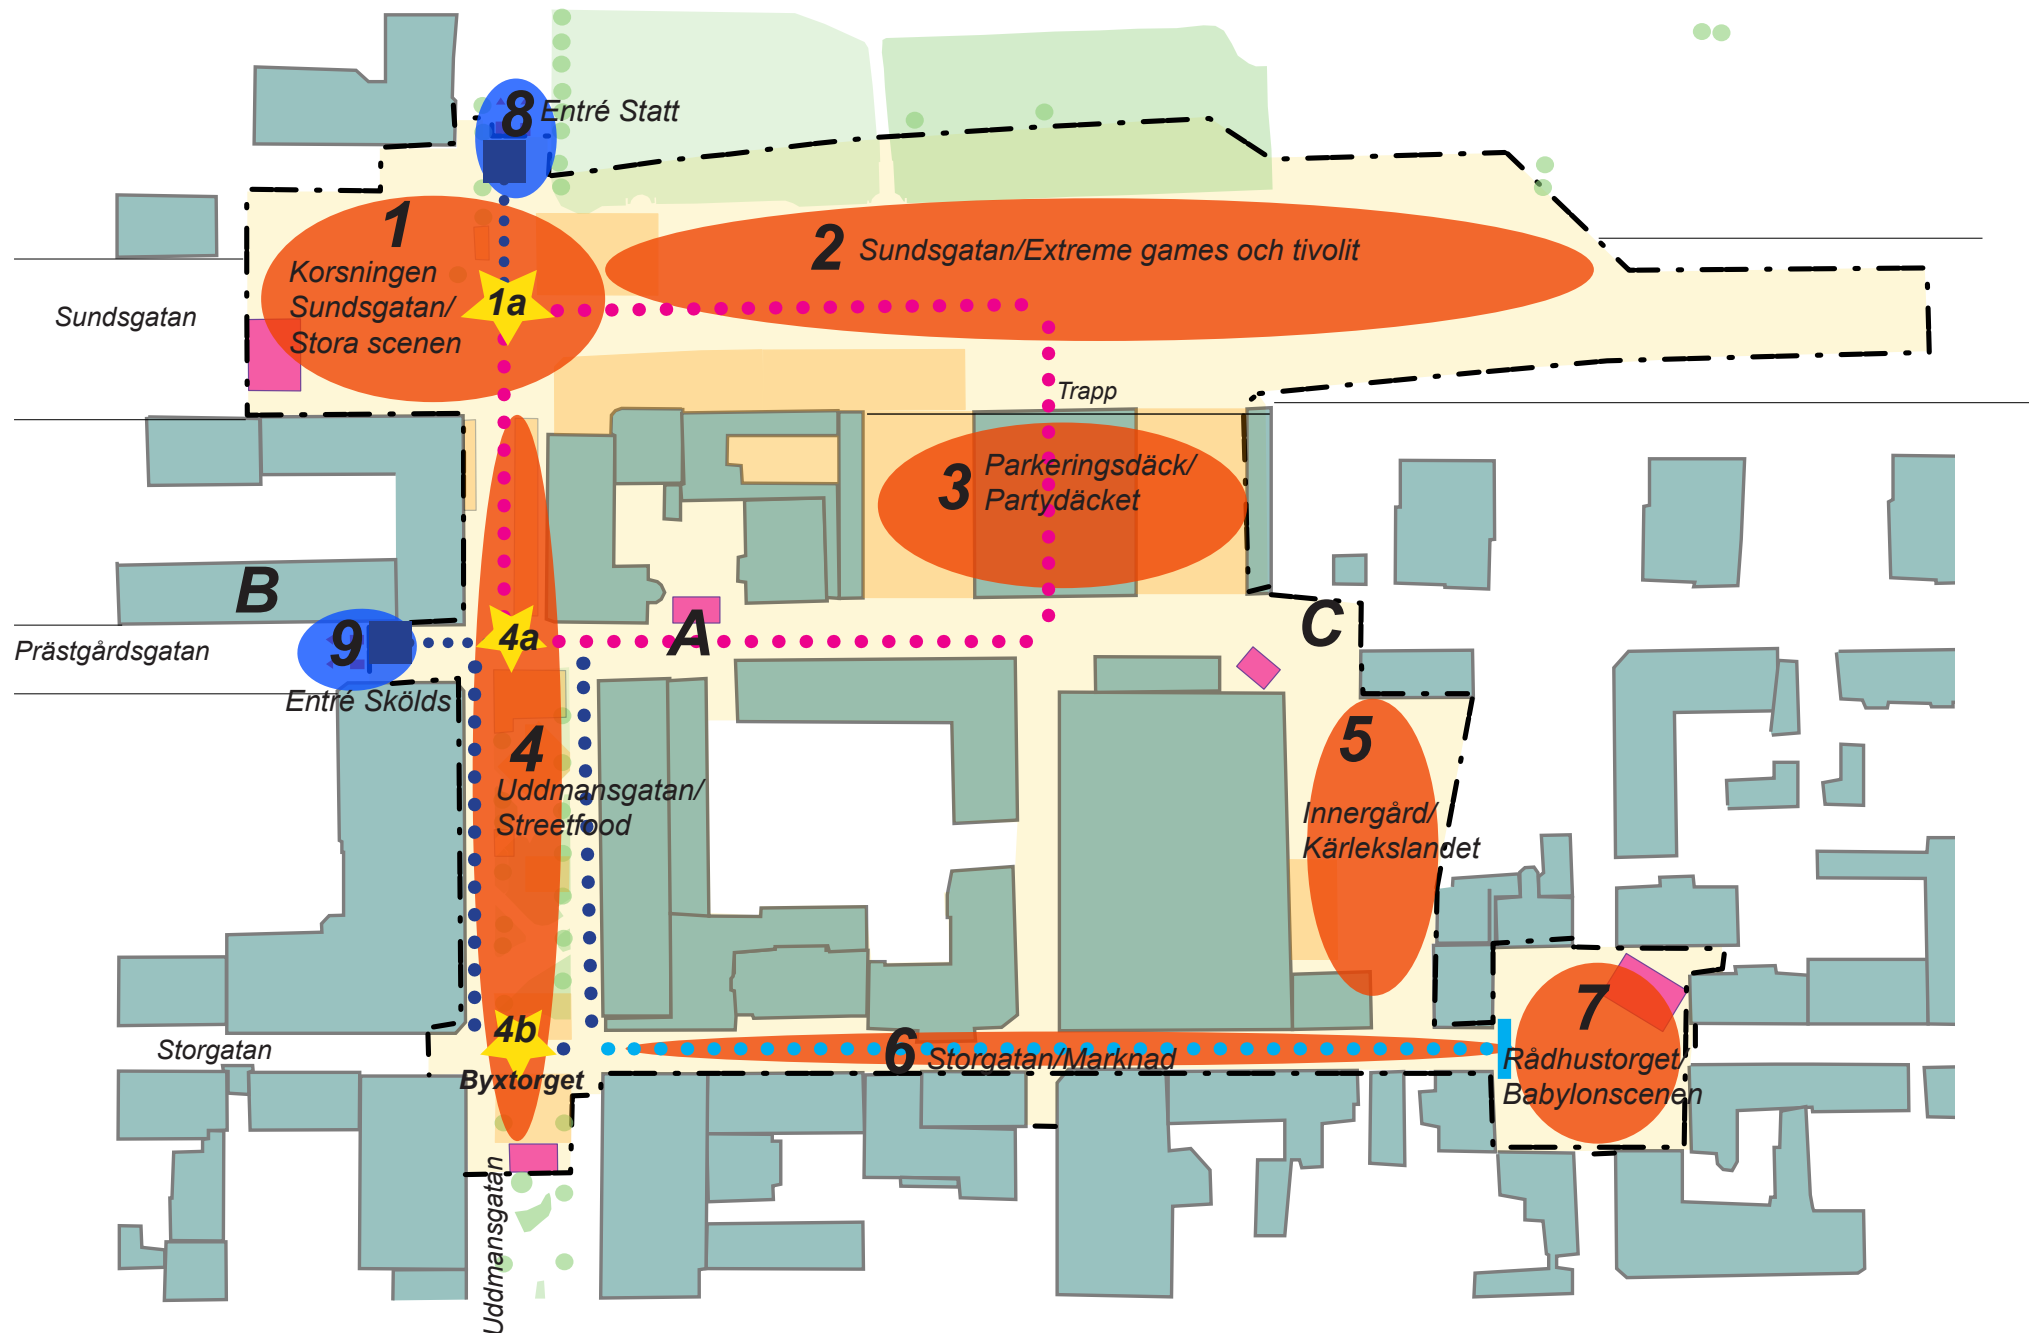 8 Entré Statt
1
Korsningen
Sundsgatan/
Stora scenen
1a
2 Sundsgatan/Extreme games och tivolit
Sundsgatan
Trapp
3 Parkeringsdäck/
Partydäcket
B
9
Prästgårdsgatan
Entré Skölds
4a
A
C
4
Uddmansgatan/
Streetfood
5
Innergård/
Kärlekslandet
4b
Byxtorget
Storgatan
6 Storgatan/Marknad
7
Rådhustorget/
Babylonscenen
Uddmansgatan